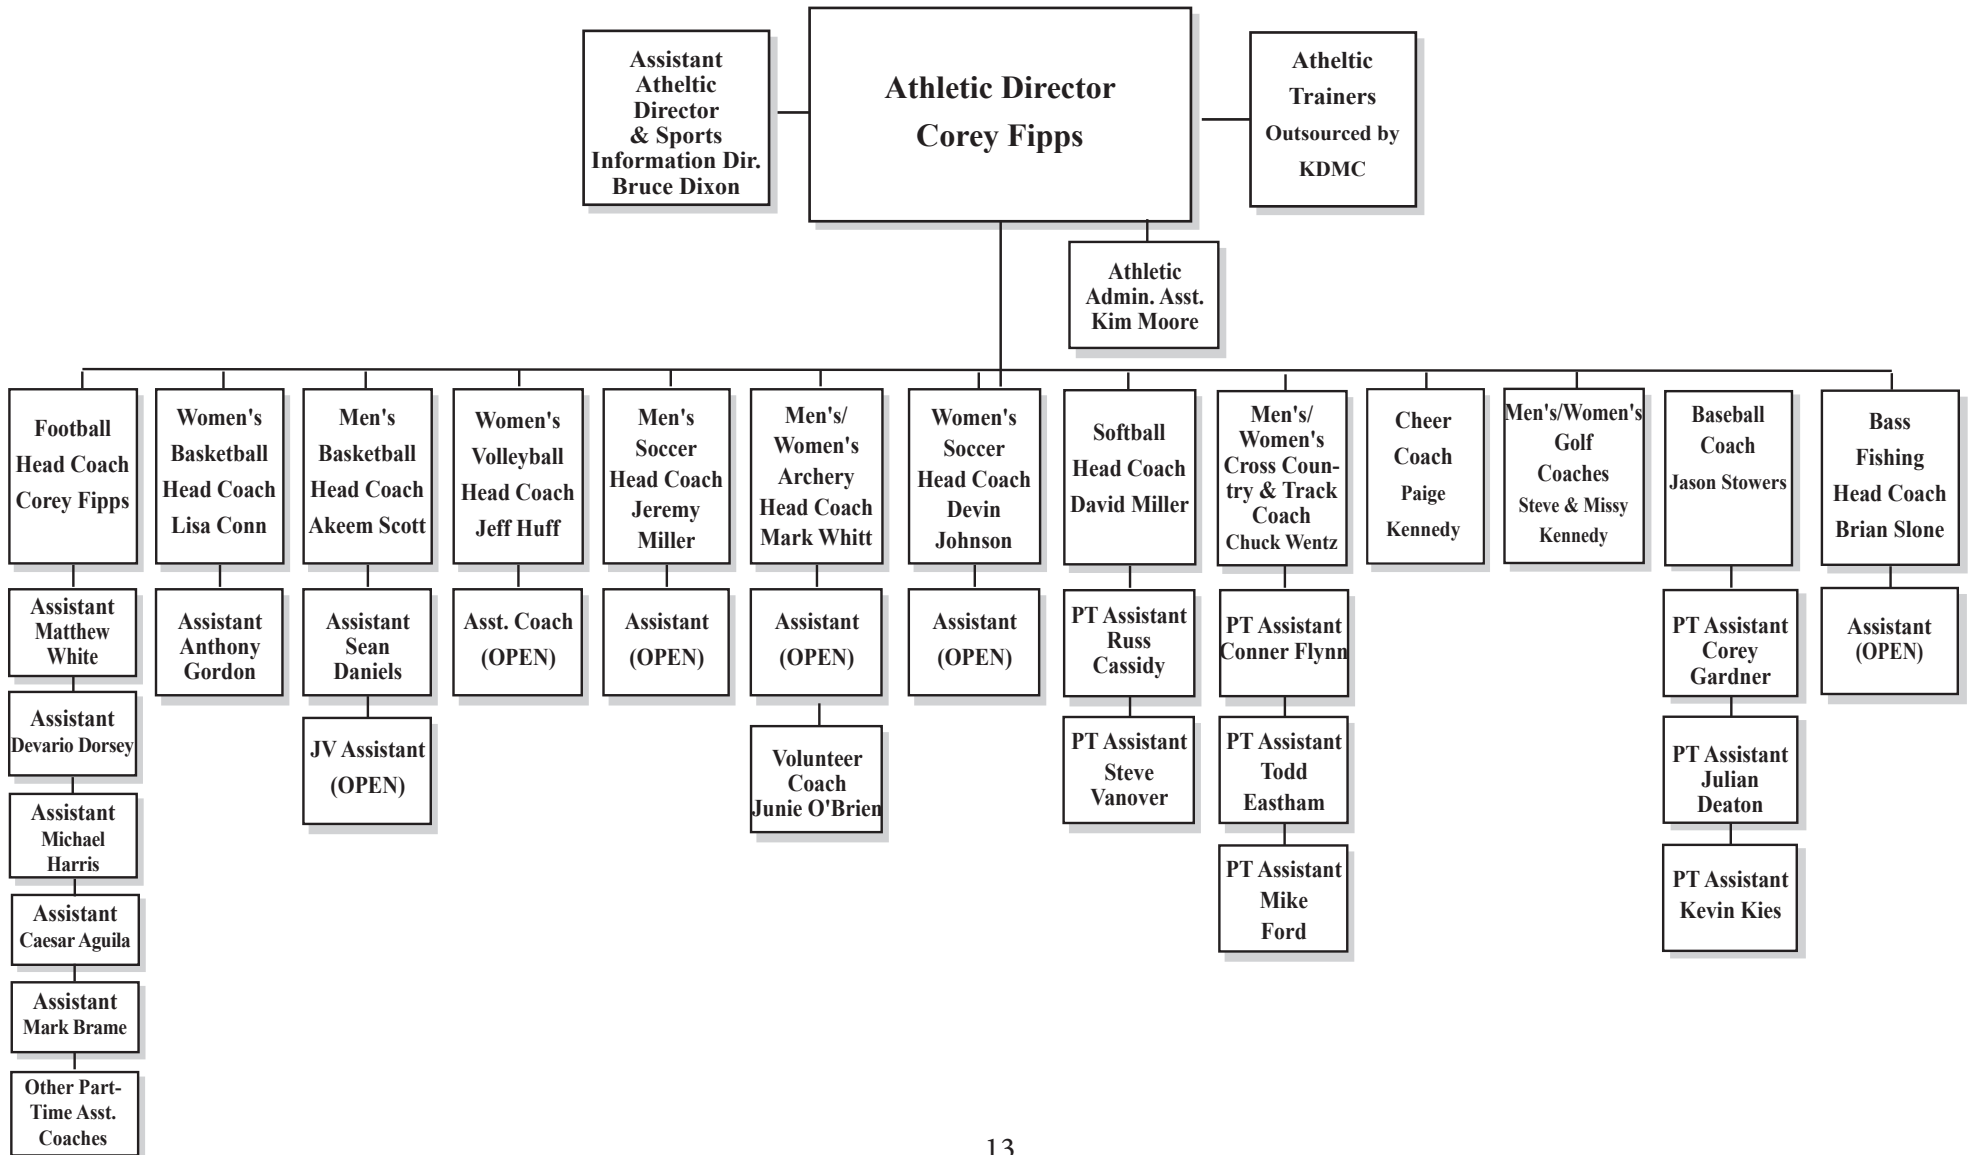 Assistant
Atheltic
Director
& Sports
Information Dir.
Bruce Dixon
Athletic Director
Corey Fipps
Atheltic
Trainers
Outsourced by
KDMC
Athletic
Admin. Asst.
Kim Moore
Football
Head Coach
Corey Fipps
Women's
Basketball
Head Coach
Lisa Conn
Men's
Basketball
Head Coach
Akeem Scott
Women's
Volleyball
Head Coach
Jeff Huff
Men's
Soccer
Head Coach
Jeremy
Miller
Men's/
Women's
Archery
Head Coach
Mark Whitt
Women's
Soccer
Head Coach
Devin
Johnson
Softball
Head Coach
David Miller
Men's/
Women's
Cross Coun-
try & Track
Coach
Chuck Wentz
Cheer
Coach
Paige
Kennedy
Men's/Women's
Golf
Coaches
Steve & Missy
Kennedy
Baseball
Coach
Jason Stowers
Bass
Fishing
Head Coach
Brian Slone
Assistant
Matthew
White
Assistant
Anthony
Gordon
Assistant
Sean
Daniels
Asst. Coach
(OPEN)
Assistant
(OPEN)
Assistant
(OPEN)
Assistant
(OPEN)
PT Assistant
Russ
Cassidy
PT Assistant
Conner Flynn
PT Assistant
Corey
Gardner
Assistant
(OPEN)
Assistant
Devario Dorsey
JV Assistant
(OPEN)
Volunteer
Coach
Junie O'Brien
PT Assistant
Steve
Vanover
PT Assistant
Todd
Eastham
PT Assistant
Julian
Deaton
Assistant
Michael
Harris
PT Assistant
Mike
Ford
PT Assistant
Kevin Kies
Assistant
Caesar Aguila
Assistant
Mark Brame
Other Part-
Time Asst.
Coaches
13